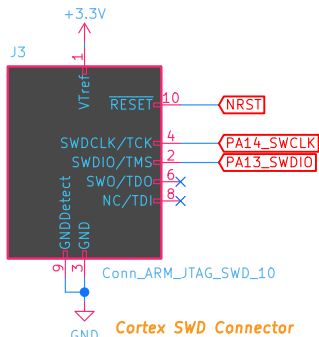 +3.3V
J3
1
VTref
RESET
10
NRST
SWDCLK/TCK
4
PA14_SWCLK
SWDIO/TMS
2
PA13_SWDIO
SWO/TDO
6
NC/TDI
8
GNDDetect
GND
9
3
Conn_ARM_JTAG_SWD_10
GND
Cortex SWD Connector